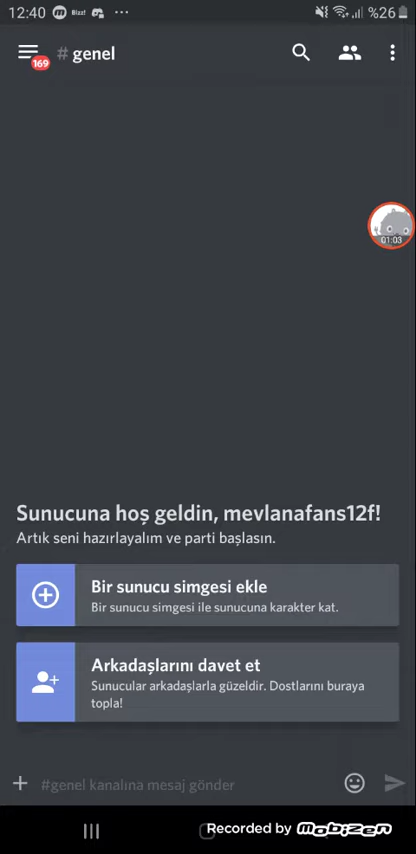 12:40 Blast %26
169
# genel
01:03
Sunucuna hoş geldin, mevlanafans12f!
Artık seni hazırlayalım ve parti başlasın.
Bir sunucu simgesi ekle
Bir sunucu simgesi ile sunucuna karakter kat.
Arkadaşlarını davet et
Sunucular arkadaşlarla güzeldir. Dostlarını buraya
topla!
#genel kanalına mesaj gönder
Recorded by mobizen